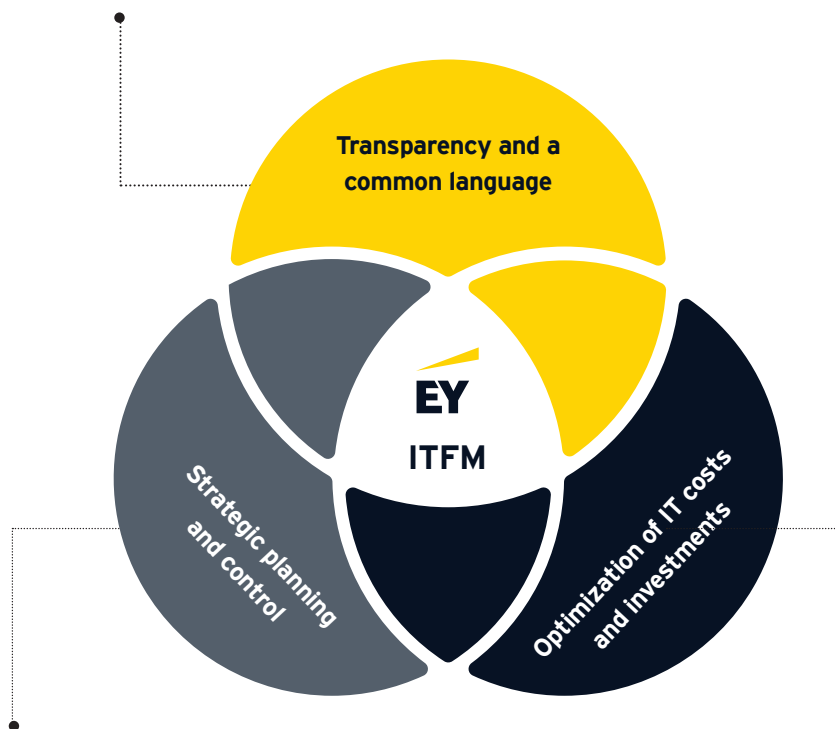 Transparency and a
common language
EY
ITFM
Strategic planning
and control
Optimization of IT costs
and investments